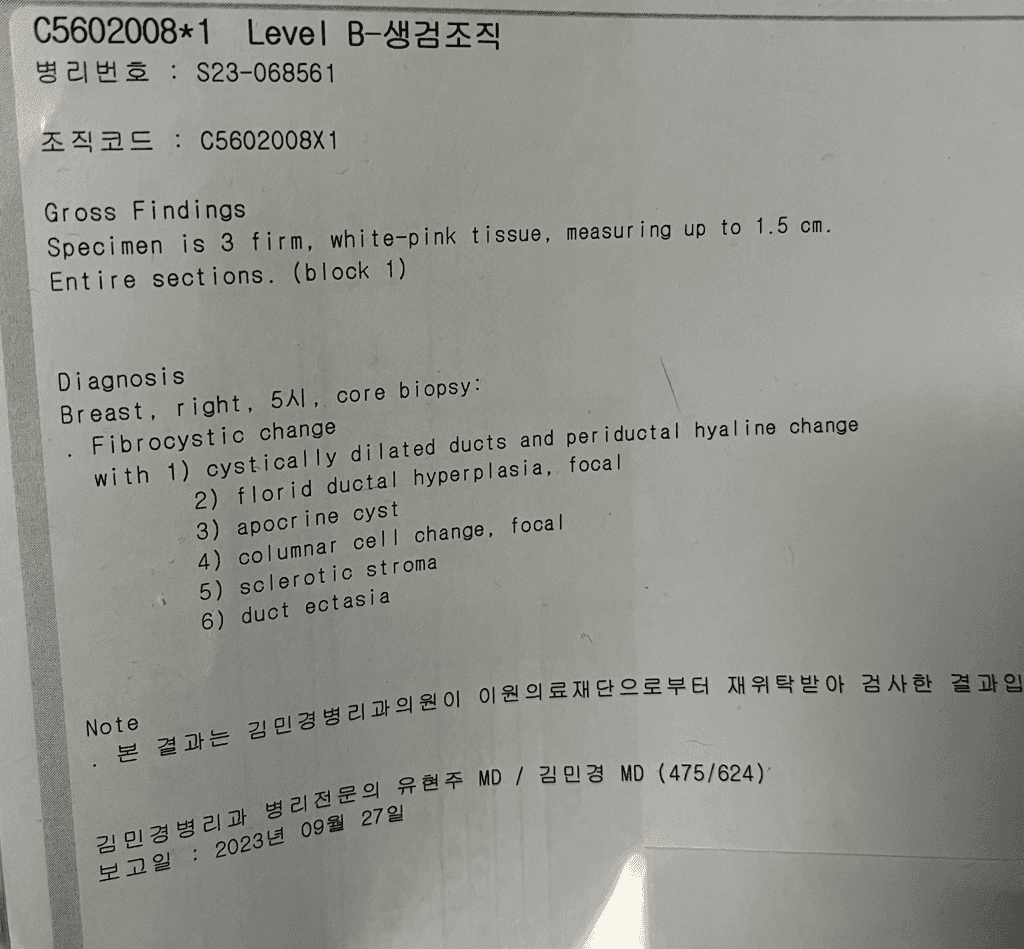 C5602008*1 Level B-생검조직
병리번호 : S23-068561
조직코드 : C5602008X1
Gross Findings
Specimen is 3 firm, white-pink tissue, measuring up to 1.5 cm.
Entire sections. (block 1)
Diagnosis
Breast, right, 5시, core biopsy:
. Fibrocystic change
with 1) cystically dilated ducts and periductal hyaline change
2) florid ductal hyperplasia, focal
3) apocrine cyst
4) columnar cell change, focal
5) sclerotic stroma
6) duct ectasia
Note
. 본 결과는 김민경병리과의원이 이원의료재단으로부터 재위탁받아 검사한 결과입
김민경병리과 병리전문의 유현주 MD / 김민경 MD (475/624)
보고일 : 2023년 09월 27일